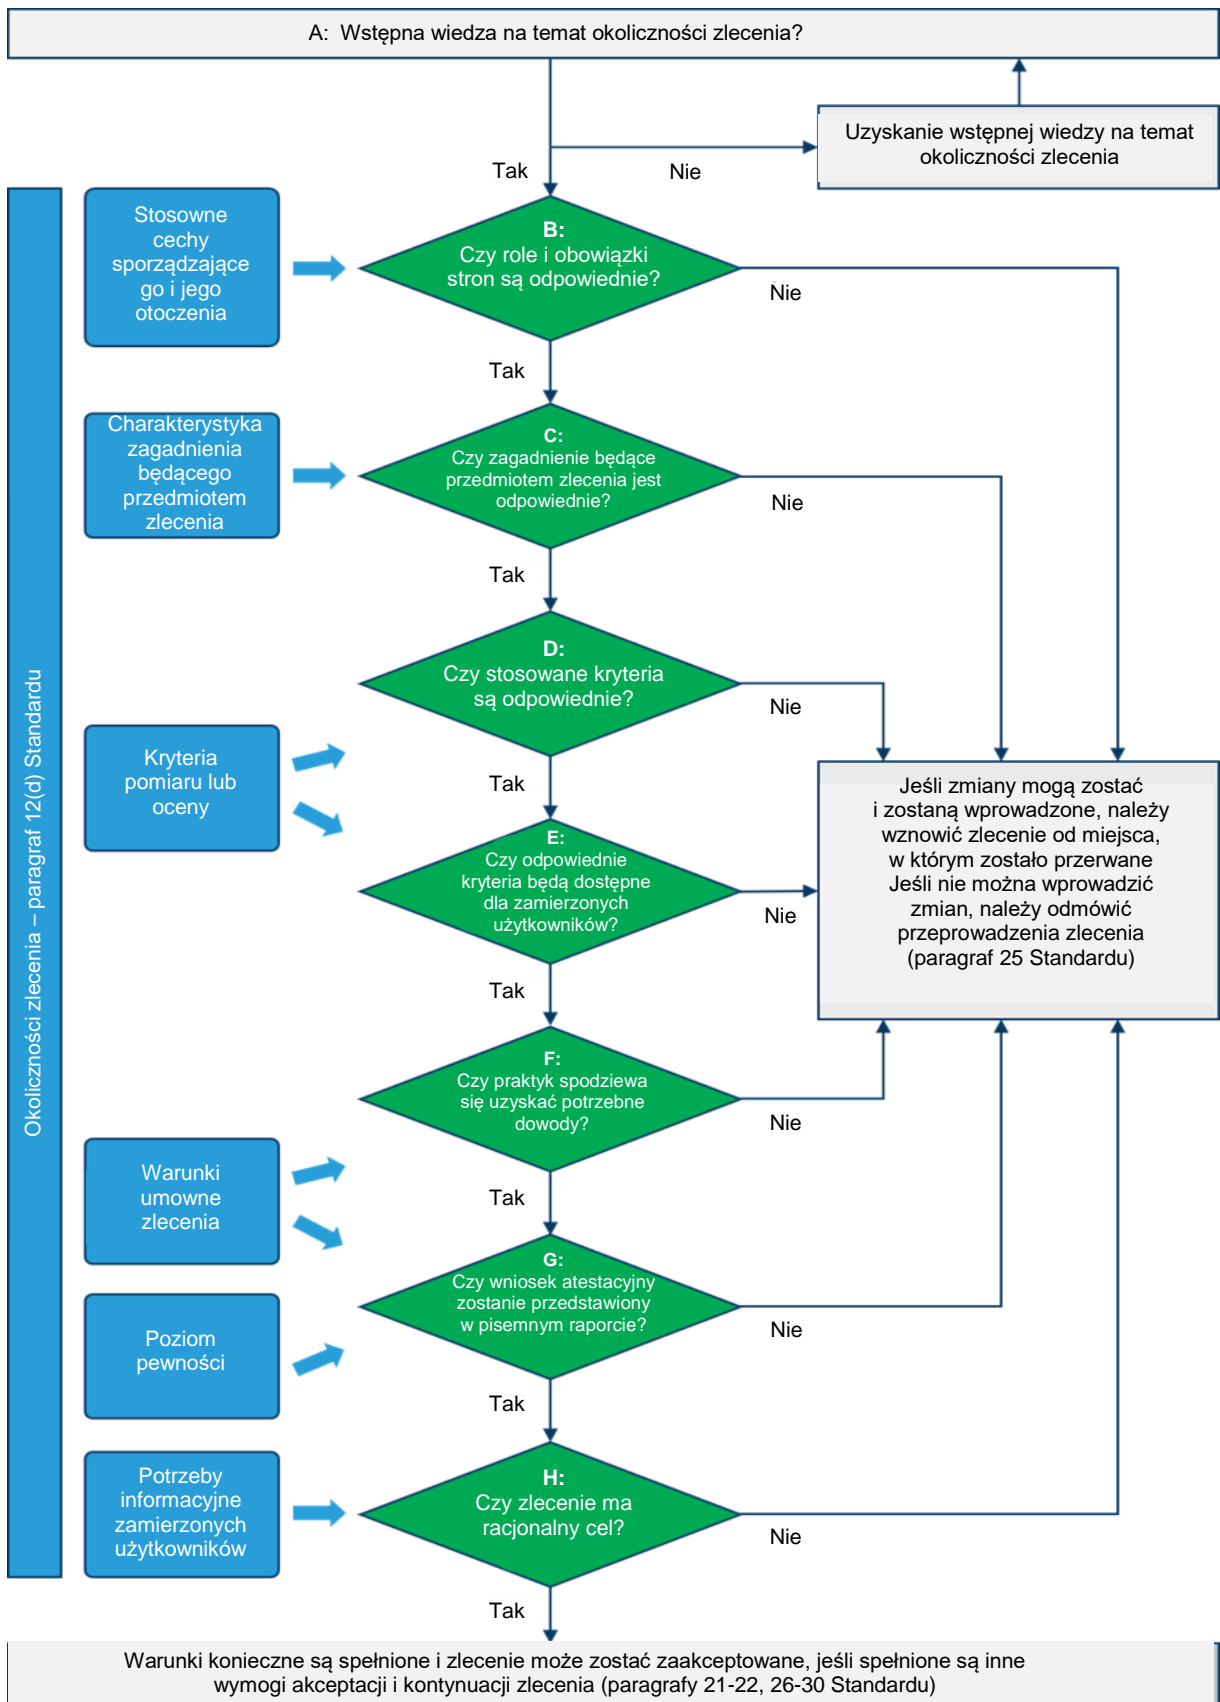 A:  Wstępna wiedza na temat okoliczności zlecenia?
Uzyskanie wstępnej wiedzy na temat
okoliczności zlecenia
Tak
Nie
Okoliczności zlecenia – paragraf 12(d) Standardu
Stosowne
cechy
sporządzające
go i jego
otoczenia
B:
Czy role i obowiązki
stron są odpowiednie?
Nie
Tak
Charakterystyka
zagadnienia
będącego
przedmiotem
zlecenia
C:
Czy zagadnienie będące
przedmiotem zlecenia jest
odpowiednie?
Nie
Tak
D:
Czy stosowane kryteria
są odpowiednie?
Nie
Tak
Kryteria
pomiaru lub
oceny
E:
Czy odpowiednie
kryteria będą dostępne
dla zamierzonych
użytkowników?
Nie
Tak
Jeśli zmiany mogą zostać
i zostaną wprowadzone, należy
wznowić zlecenie od miejsca,
w którym zostało przerwane
Jeśli nie można wprowadzić
zmian, należy odmówić
przeprowadzenia zlecenia
(paragraf 25 Standardu)
F:
Czy praktyk spodziewa
się uzyskać potrzebne
dowody?
Nie
Tak
Warunki
umowne
zlecenia
G:
Czy wniosek atestacyjny
zostanie przedstawiony
w pisemnym raporcie?
Nie
Tak
Poziom
pewności
Potrzeby
informacyjne
zamierzonych
użytkowników
H:
Czy zlecenie ma
racjonalny cel?
Nie
Tak
Warunki konieczne są spełnione i zlecenie może zostać zaakceptowane, jeśli spełnione są inne
wymogi akceptacji i kontynuacji zlecenia (paragrafy 21-22, 26-30 Standardu)